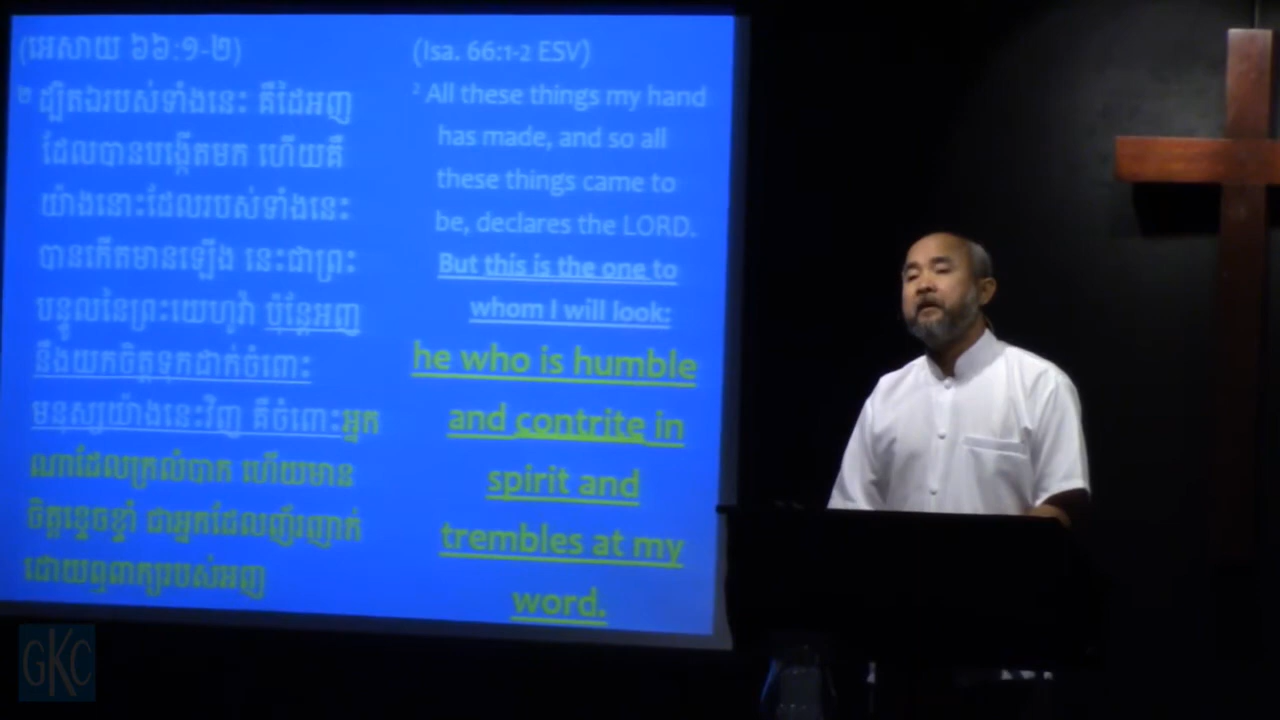 (អេសាយ ៦៦:១-២)
២ ដ្បិតឯរបស់ទាំងនេះ គឺដៃអញ
ដែលបានបង្កើតមក ហើយគឺ
យ៉ាងនោះដែលរបស់ទាំងនេះ
បានកើតមានឡើង នេះជាព្រះ
បន្ទូលនៃព្រះយេហូវ៉ា ប៉ុន្តែអញ
នឹងយកចិត្តទុកដាក់ចំពោះ
មនុស្សយ៉ាងនេះវិញ គឺចំពោះអ្នក
ណាដែលក្រលំបាក ហើយមាន
ចិត្តខ្ទេចខ្ទាំ ជាអ្នកដែលញ័រញាក់
ដោយឮពាក្យរបស់អញ
(Isa. 66:1-2 ESV)
2 All these things my hand
has made, and so all
these things came to
be, declares the LORD.
But this is the one to
whom I will look:
he who is humble
and contrite in
spirit and
trembles at my
word.
GKC